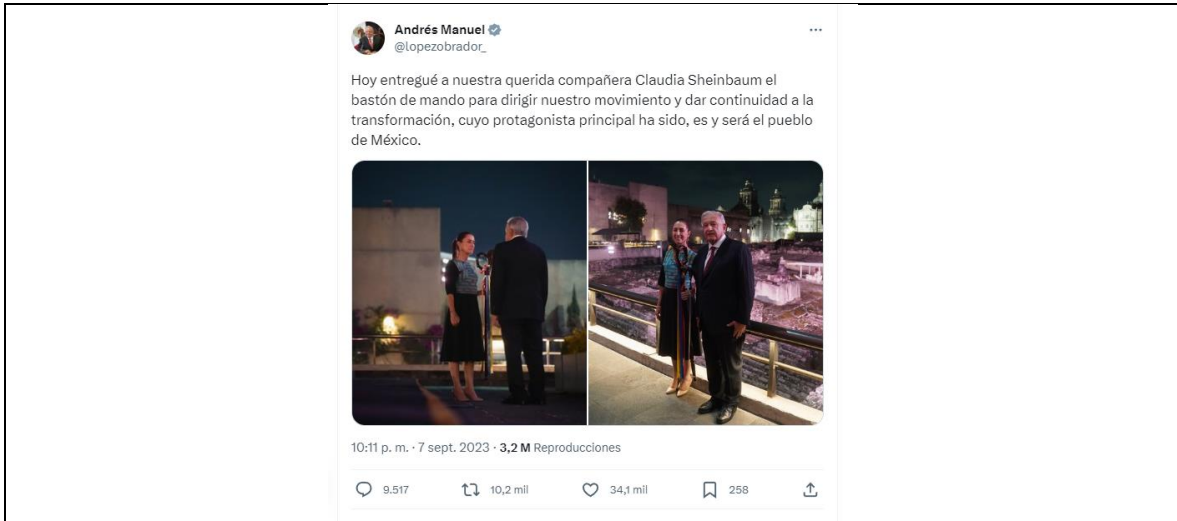 Andrés Manuel
@lopezobrador_
Hoy entregué a nuestra querida compañera Claudia Sheinbaum el
bastón de mando para dirigir nuestro movimiento y dar continuidad a la
transformación, cuyo protagonista principal ha sido, es y será el pueblo
de México.
10:11 p. m. · 7 sept. 2023 · 3,2 M Reproducciones
9.517 10,2 mil 34,1 mil 258